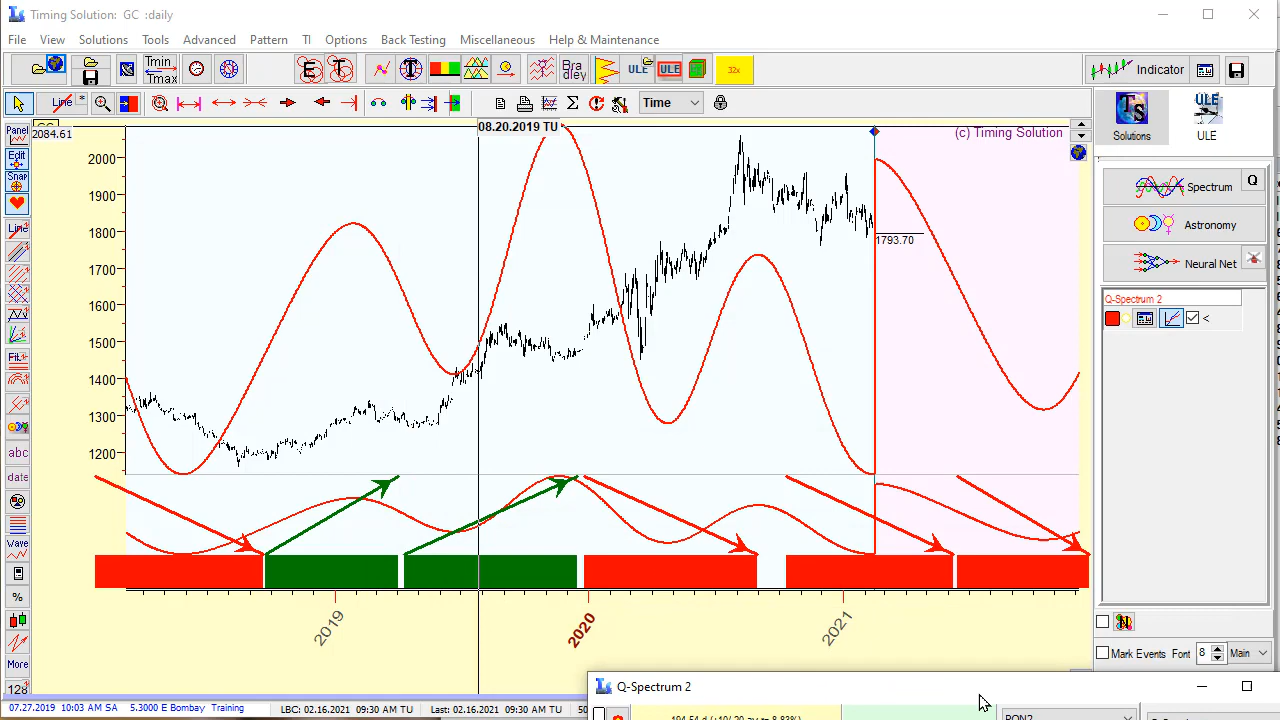 Timing Solution: GC :daily
File View Solutions Tools Advanced Pattern TI Options Back Testing Miscellaneous Help & Maintenance
Tmin
Tmax
E
T
Bra
dley
ULE
ULE
32x
Indicator
Line
Time
Panel
Edit
Snap
Line
Fit
abc
date
Wave
%
More
128
2084.61
08.20.2019 TU
(c) Timing Solution
2000
1900
1800
1700
1600
1500
1400
1300
1200
1793.70
2019
2020
2021
TS
Solutions
ULE
ULE
Spectrum
Q
Astronomy
Neural Net
Q-Spectrum 2
<
Mark Events Font 8 Main
Q-Spectrum 2
07.27.2019 10:03 AM SA 5.3000 E Bombay Training LBC: 02.16.2021 09:30 AM TU 02.16.2021 09:30 AM TU